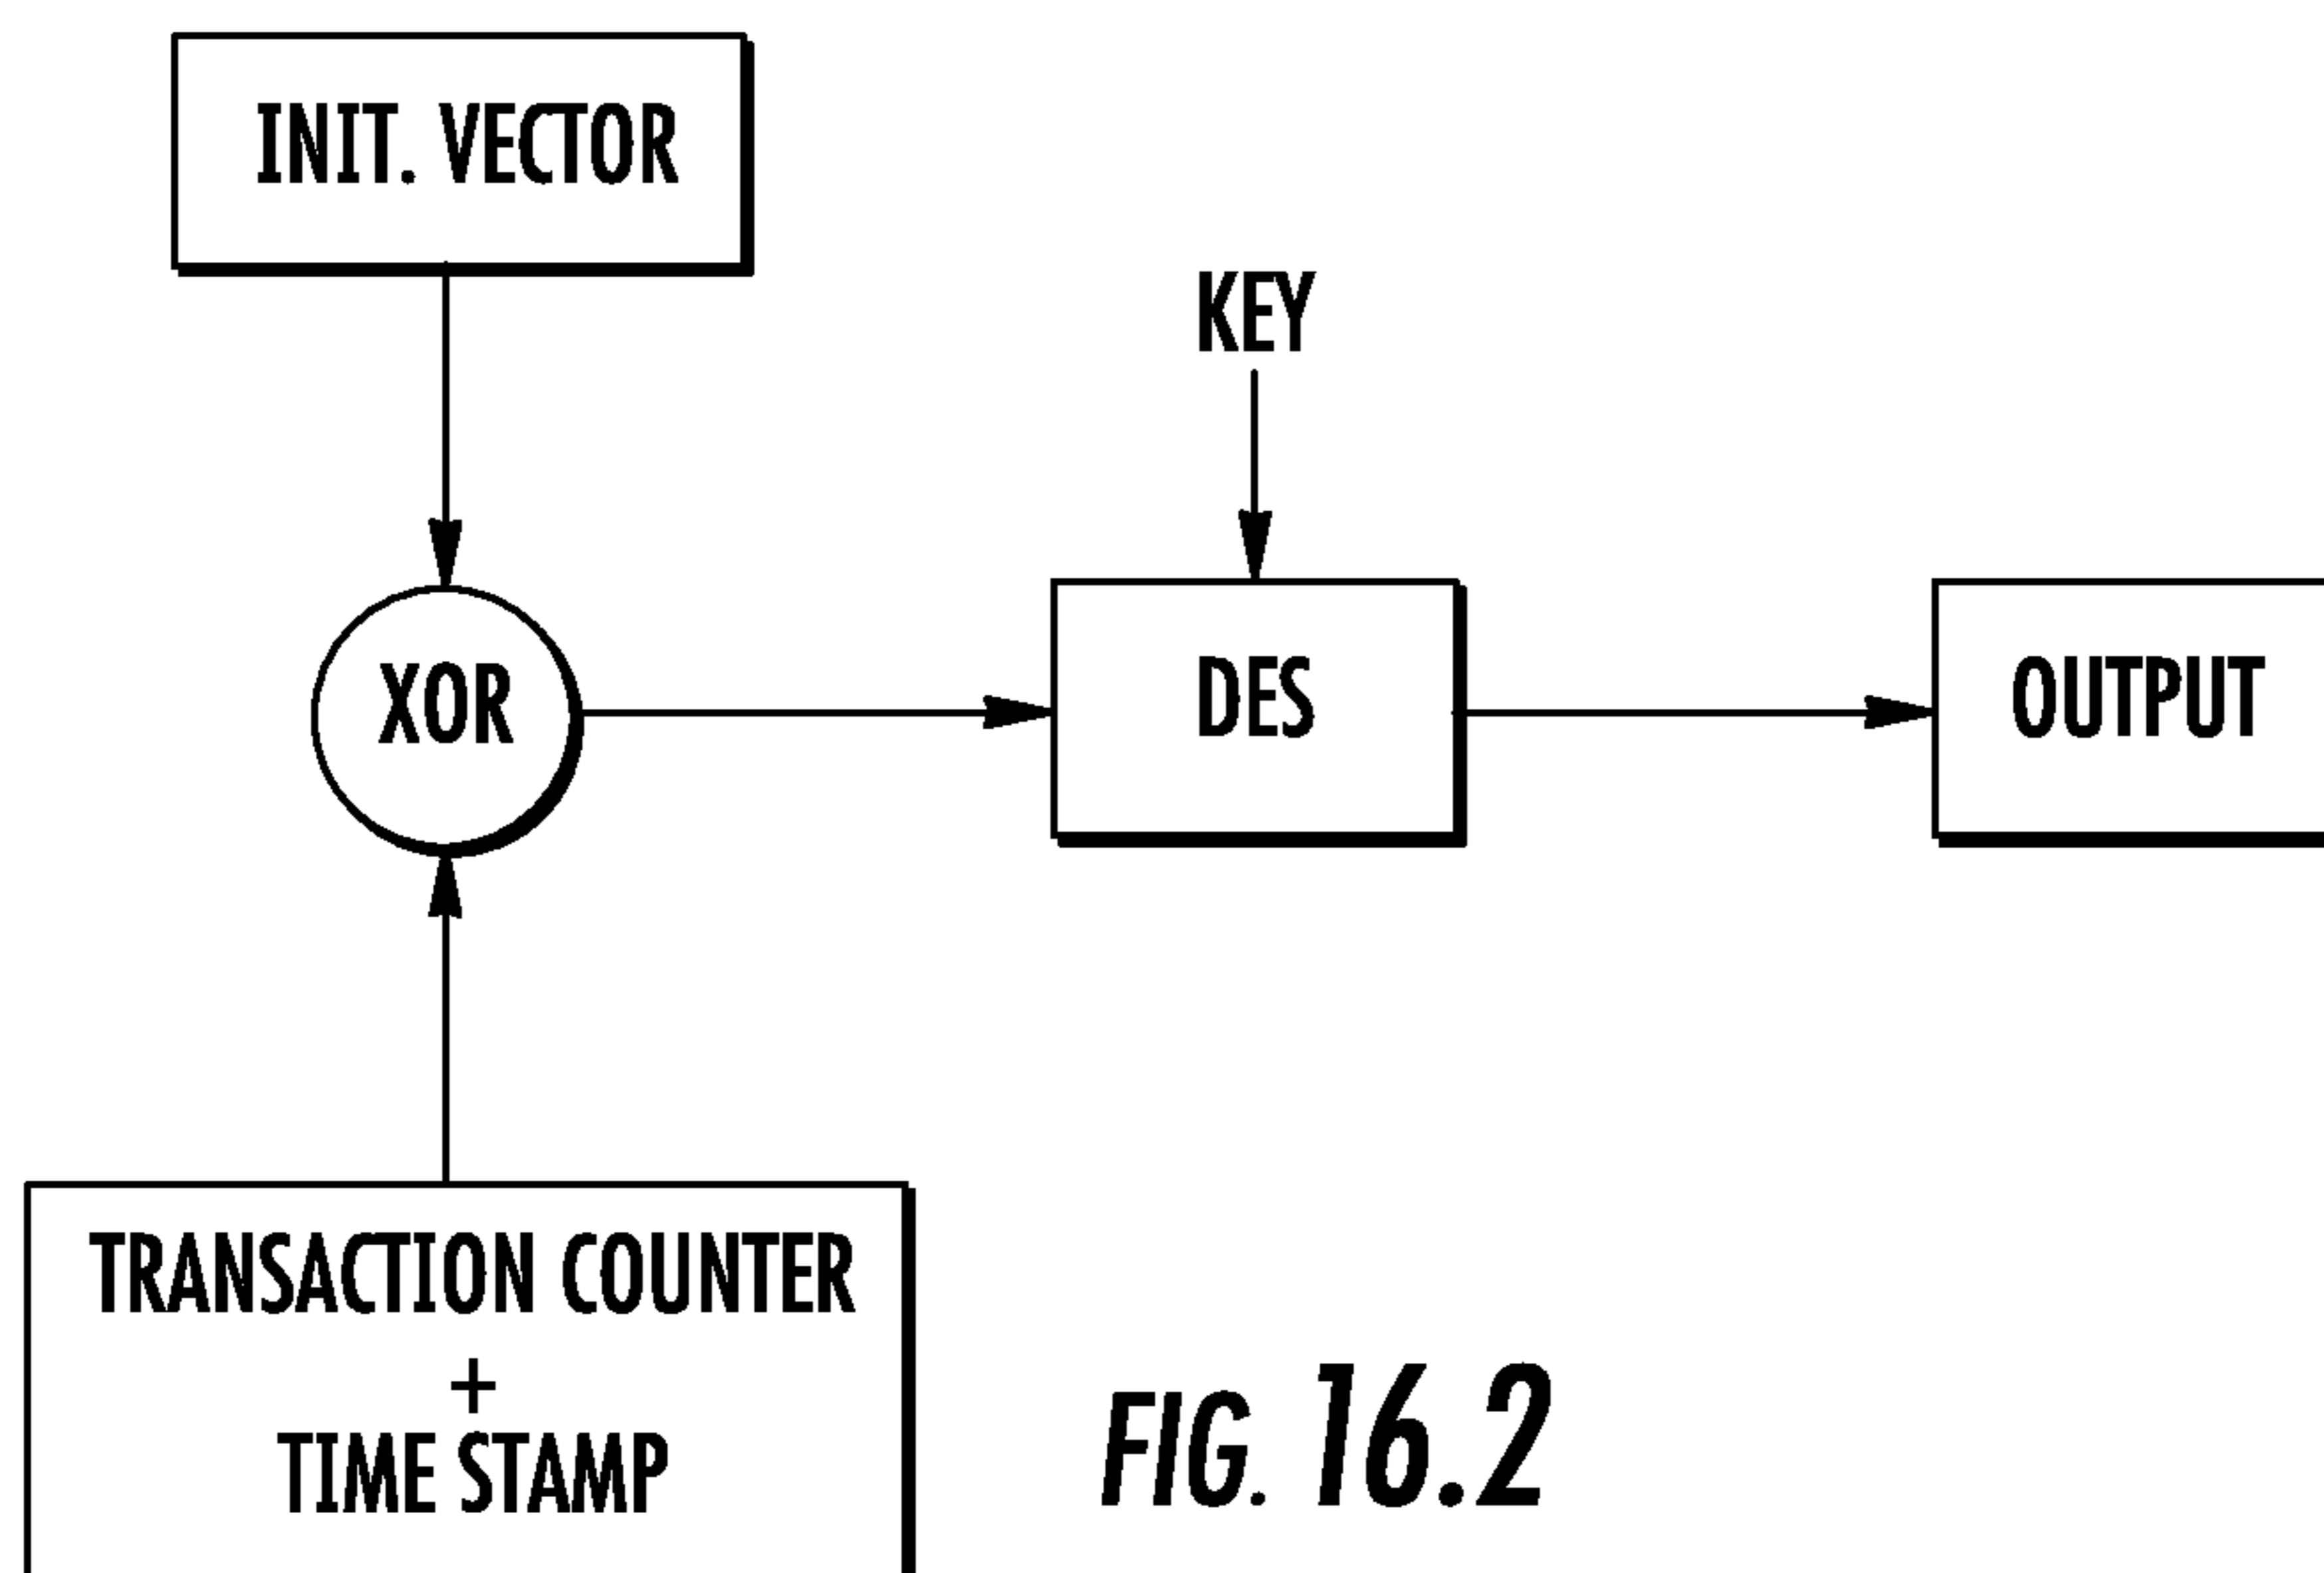 INIT. VECTOR
KEY
XOR
DES
OUTPUT
TRANSACTION COUNTER
+
TIME STAMP
FIG. 16.2